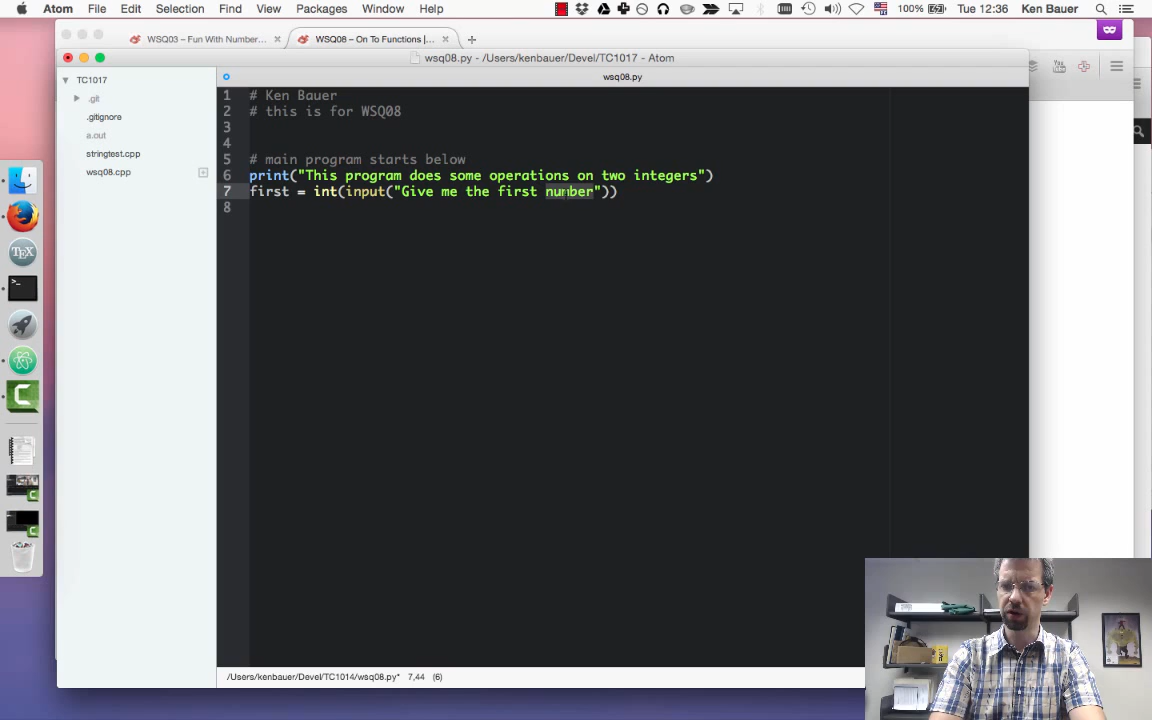 Atom File Edit Selection Find View Packages Window Help 100% Tue 12:36 Ken Bauer
WSQ03 – Fun With Number... × WSQ08 – On To Functions |... × +
wsq08.py - /Users/kenbauer/Devel/TC1017 - Atom
TC1017
.git
.gitignore
a.out
stringtest.cpp
wsq08.cpp
wsq08.py
1 # Ken Bauer
2 # this is for WSQ08
3
4
5 # main program starts below
6 print("This program does some operations on two integers")
7 first = int(input("Give me the first number"))
8
/Users/kenbauer/Devel/TC1014/wsq08.py* 7,44 (6)
TEX
You